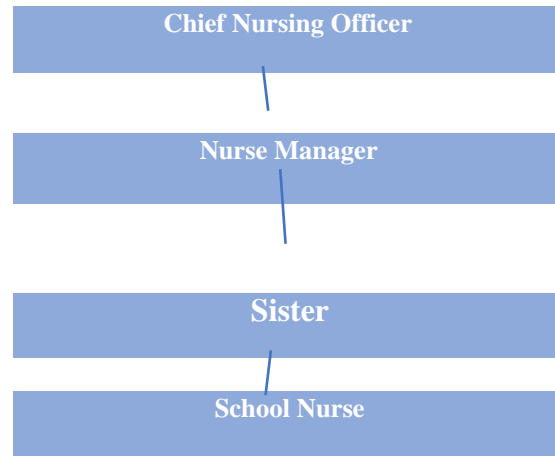 Chief Nursing Officer
Nurse Manager
Sister
School Nurse